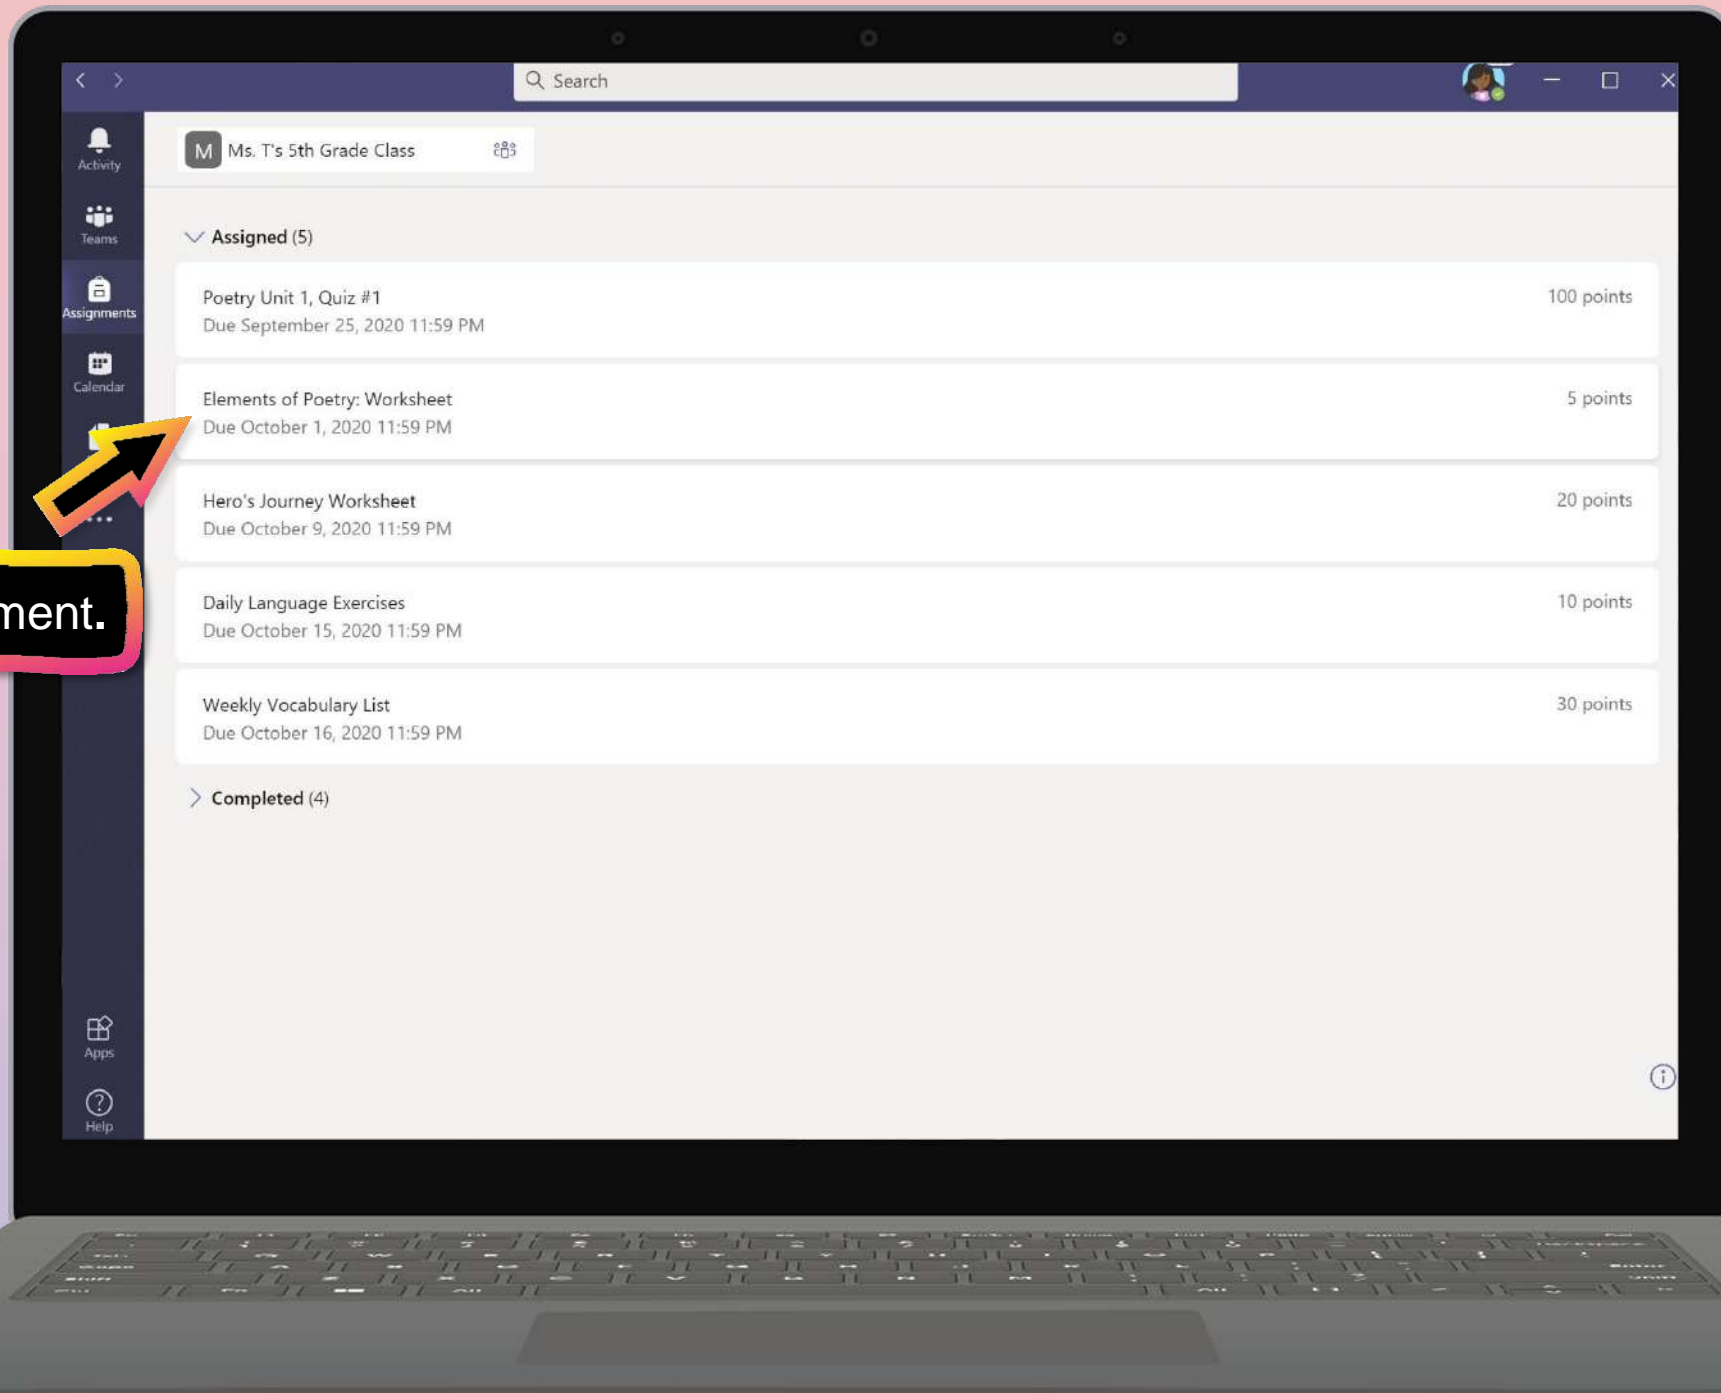 Search
Activity
Teams
Assignments
Calendar
Apps
Help
M Ms. T's 5th Grade Class
Assigned (5)
Poetry Unit 1, Quiz #1
100 points
Due September 25, 2020 11:59 PM
Elements of Poetry: Worksheet
5 points
Due October 1, 2020 11:59 PM
Hero's Journey Worksheet
20 points
Due October 9, 2020 11:59 PM
Daily Language Exercises
10 points
Due October 15, 2020 11:59 PM
Weekly Vocabulary List
30 points
Due October 16, 2020 11:59 PM
Completed (4)
ment.